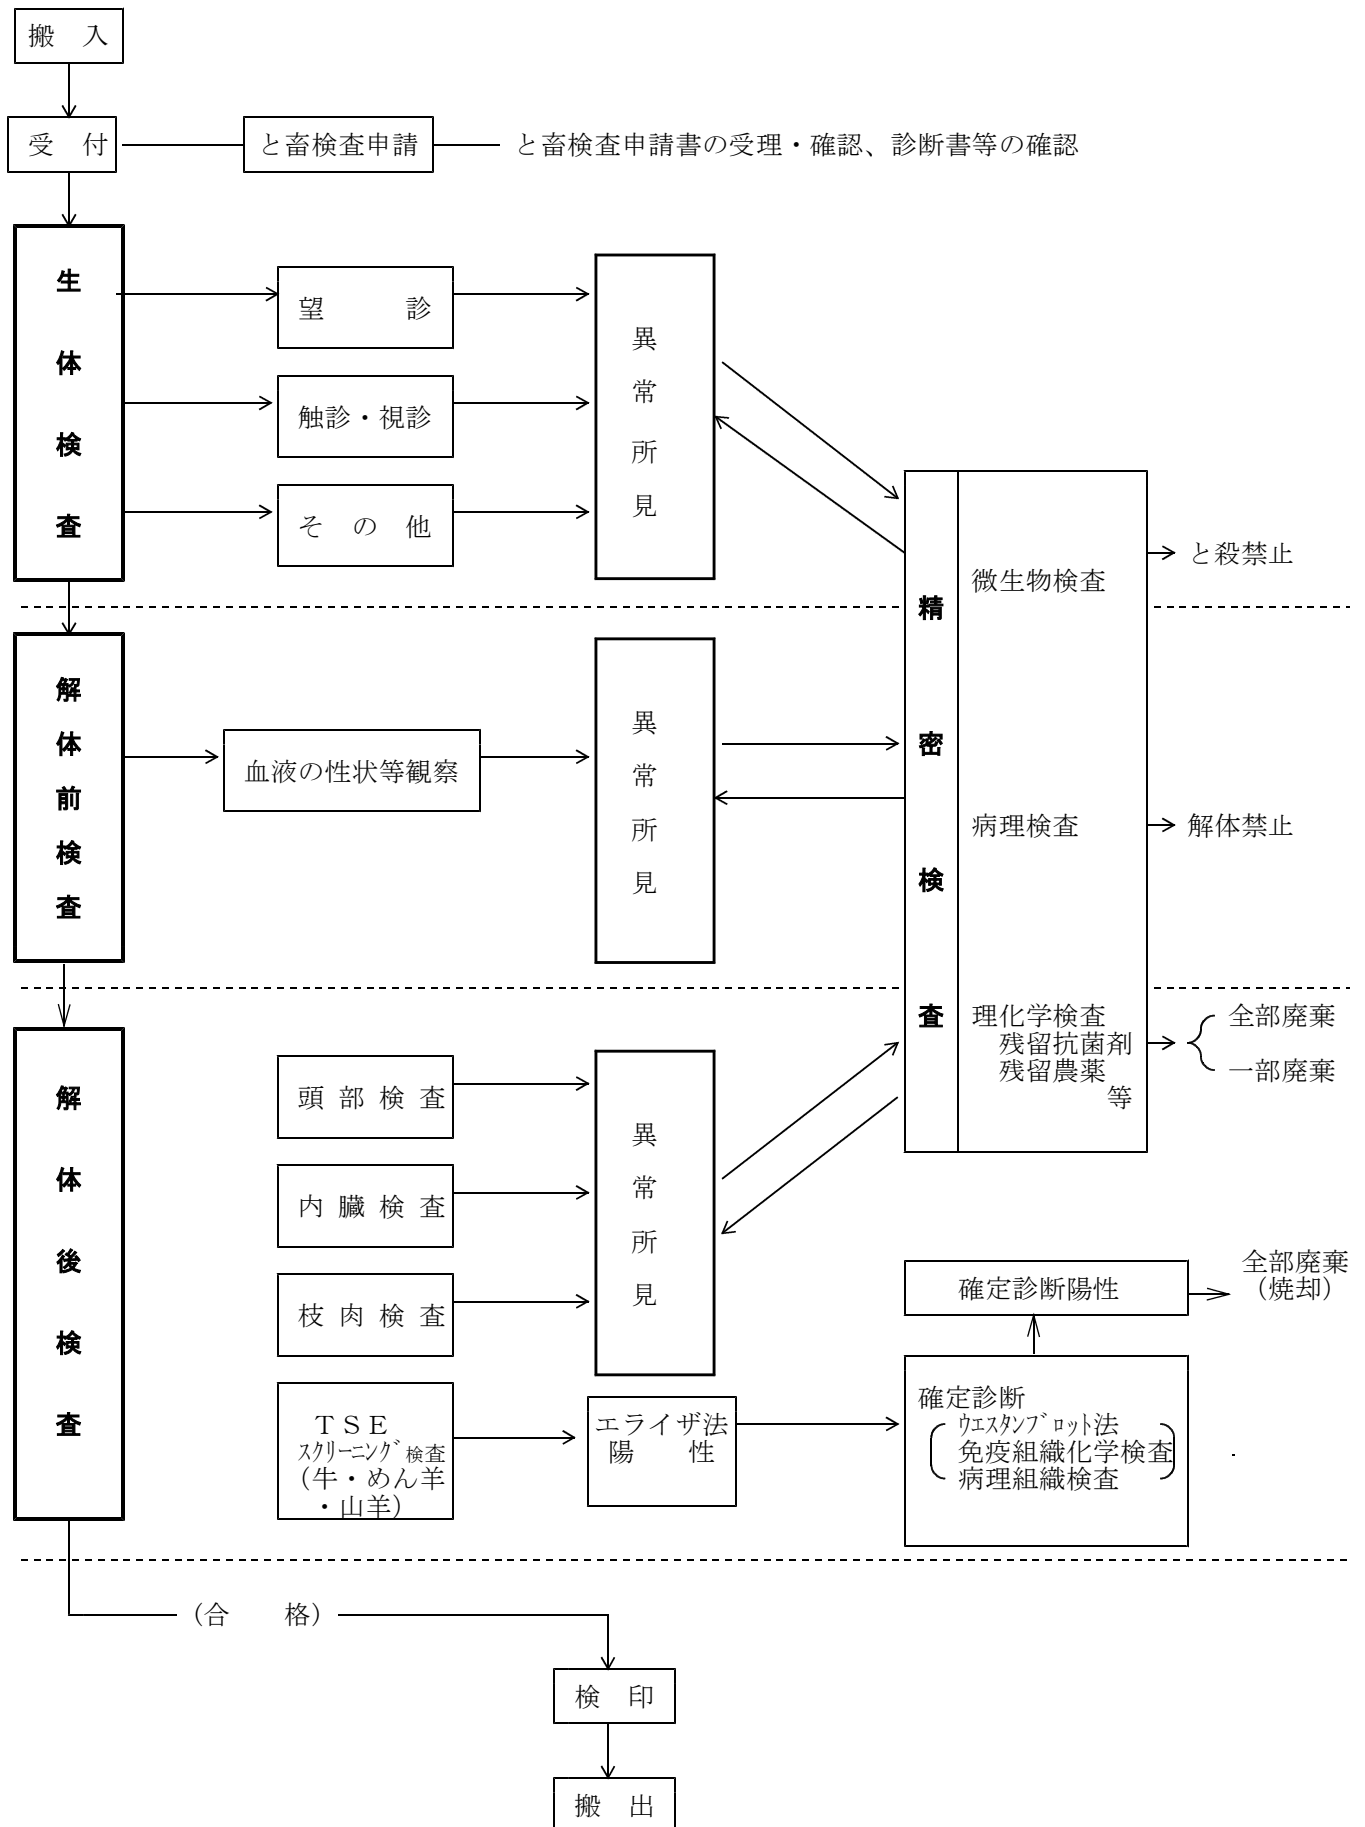 搬　入
受　付
と畜検査申請
と畜検査申請書の受理・確認、診断書等の確認
生体検査
望　　　診
触診・視診
そ　の　他
異常所見
精密検査
微生物検査
と殺禁止
解体前検査
血液の性状等観察
異常所見
病理検査
解体禁止
理化学検査
残留抗菌剤
残留農薬
等
全部廃棄
一部廃棄
解体後検査
頭 部 検 査
内 臓 検 査
枝 肉 検 査
異常所見
ＴＳＥ
ｽｸﾘｰﾆﾝｸﾞ検査
（牛・めん羊
・山羊）
エライザ法
陽　　性
確定診断
ｳｴｽﾀﾝﾌﾞﾛｯﾄ法
免疫組織化学検査
病理組織検査
確定診断陽性
全部廃棄
（焼却）
（合　　格）
検　印
搬　出